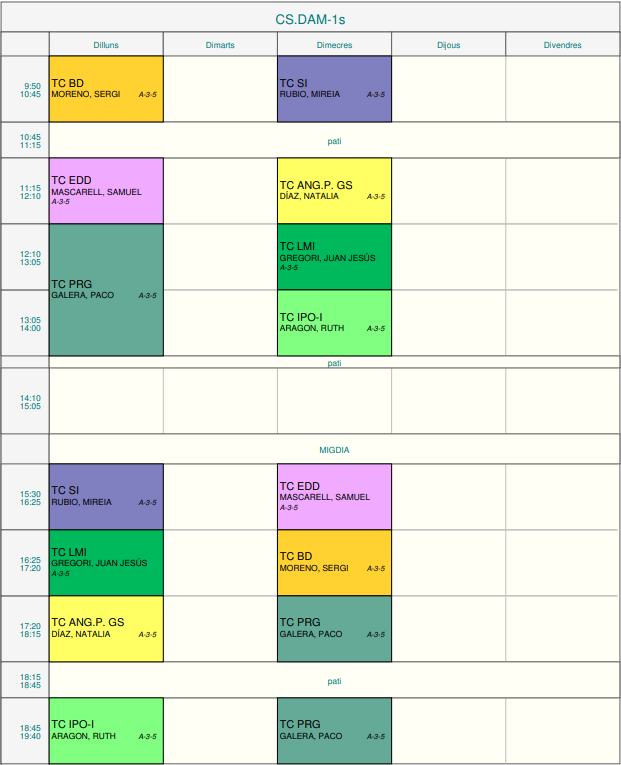 CS.DAM-1s
Dilluns Dimarts Dimecres Dijous Divendres
9:50
10:45
TC BD
MORENO, SERGI A-3-5
TC SI
RUBIO, MIREIA A-3-5
10:45
11:15
pati
11:15
12:10
TC EDD
MASCARELL, SAMUEL
A-3-5
TC ANG.P. GS
DÍAZ, NATALIA A-3-5
12:10
13:05
TC PRG
GALERA, PACO A-3-5
TC LMI
GREGORI, JUAN JESÚS
A-3-5
13:05
14:00
TC IPO-I
ARAGON, RUTH A-3-5
pati
14:10
15:05
MIGDIA
15:30
16:25
TC SI
RUBIO, MIREIA A-3-5
TC EDD
MASCARELL, SAMUEL
A-3-5
16:25
17:20
TC LMI
GREGORI, JUAN JESÚS
A-3-5
TC BD
MORENO, SERGI A-3-5
17:20
18:15
TC ANG.P. GS
DÍAZ, NATALIA A-3-5
TC PRG
GALERA, PACO A-3-5
18:15
18:45
pati
18:45
19:40
TC IPO-I
ARAGON, RUTH A-3-5
TC PRG
GALERA, PACO A-3-5